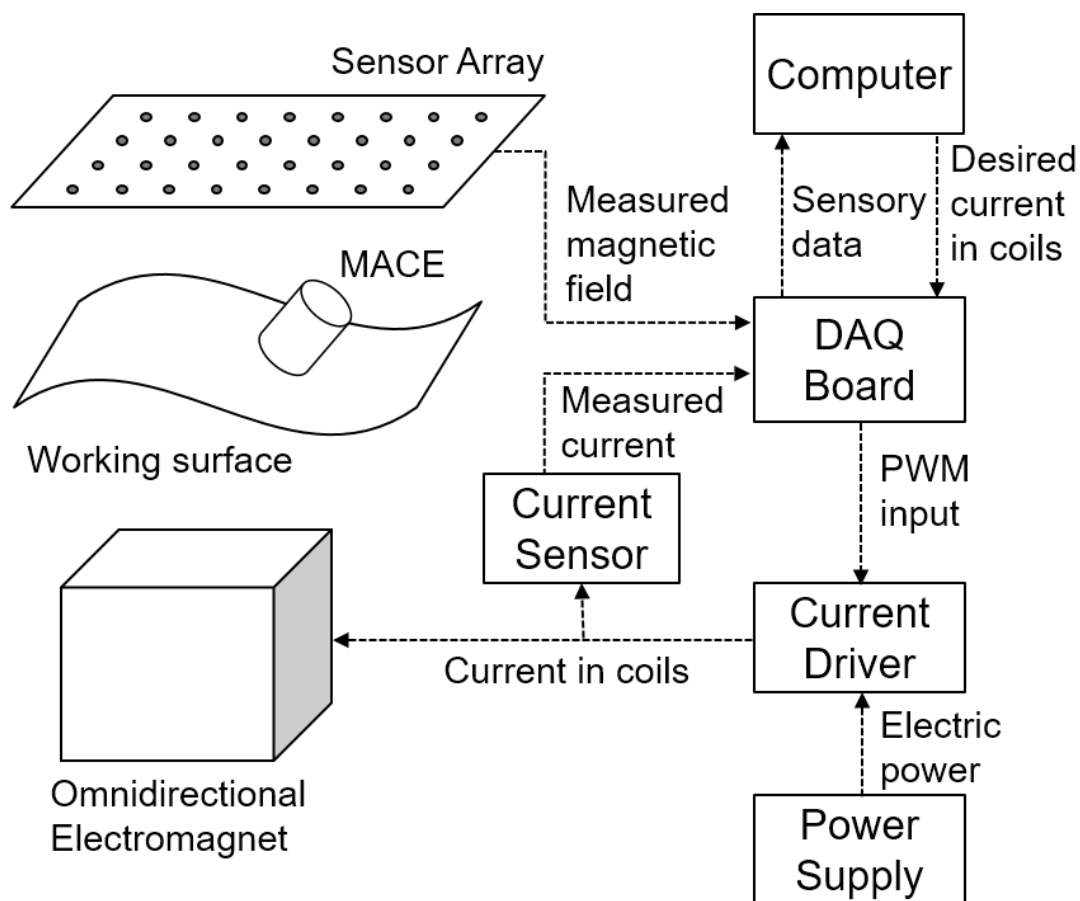 Sensor Array
Computer
Measured
magnetic
field
Sensory
data
Desired
current
in coils
MACE
DAQ
Board
Working surface
Measured
current
Current
Sensor
PWM
input
Current
Driver
Current in coils
Omnidirectional
Electromagnet
Electric
power
Power
Supply